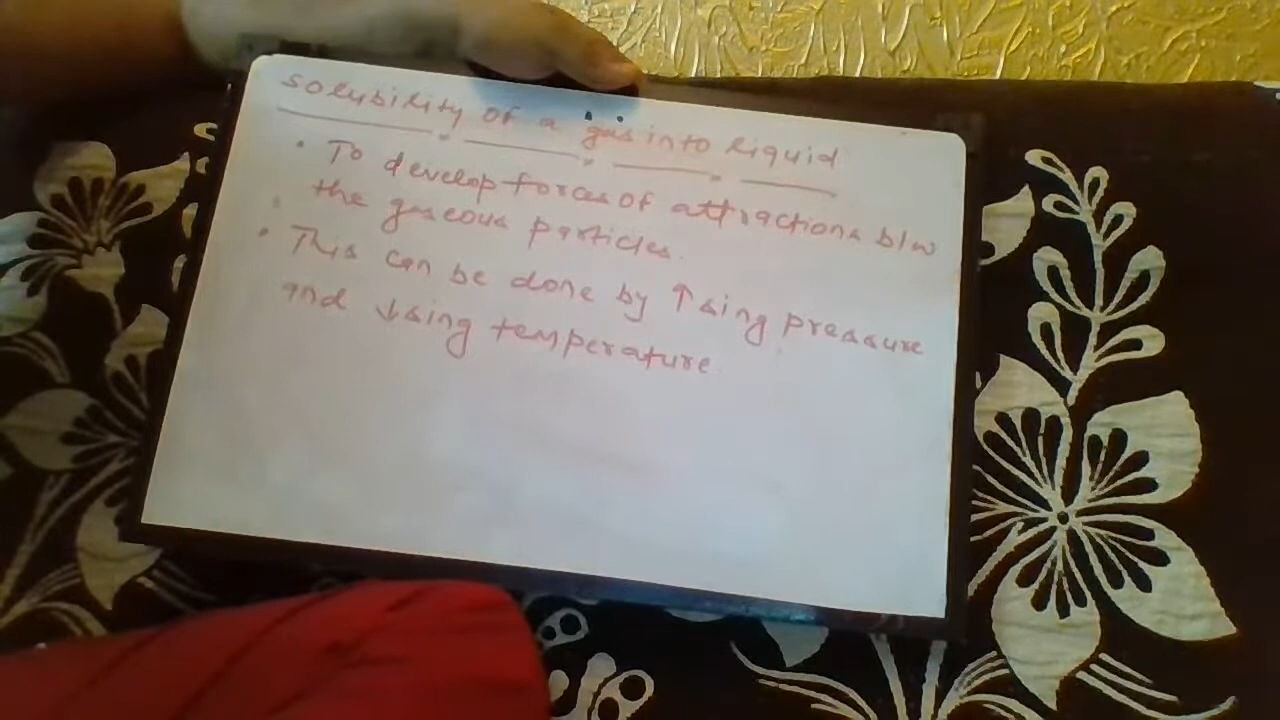 solubility of a gas into liquid
• To develop forces of attractions b/w
the gaseous particles.
• This can be done by ↑sing pressure
and ↓sing temperature.